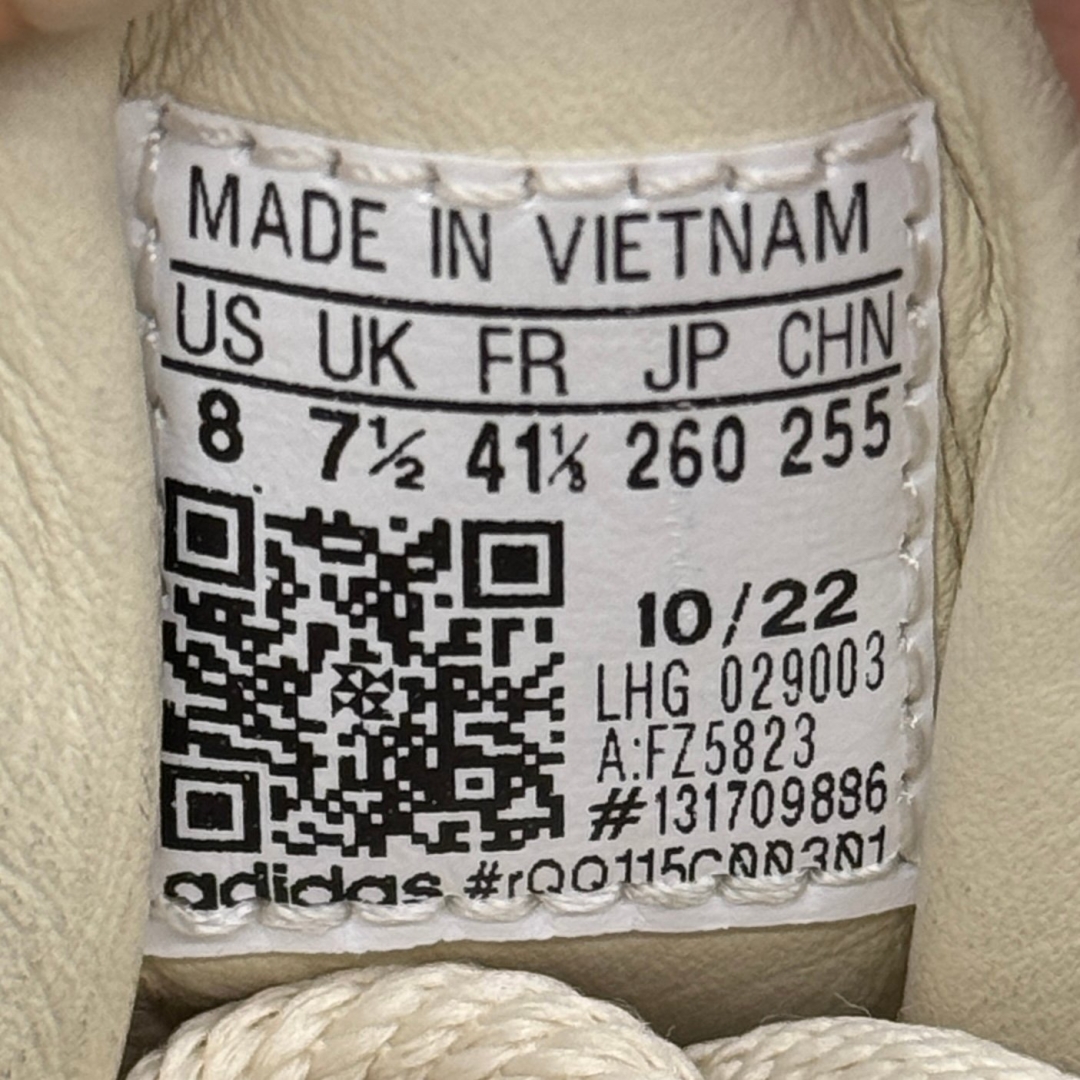 MADE IN VIETNAM
US UK FR JP CHN
8 7½ 41⅓ 260 255
10/22
LHG 029003
A:FZ5823
#131709886
adidas